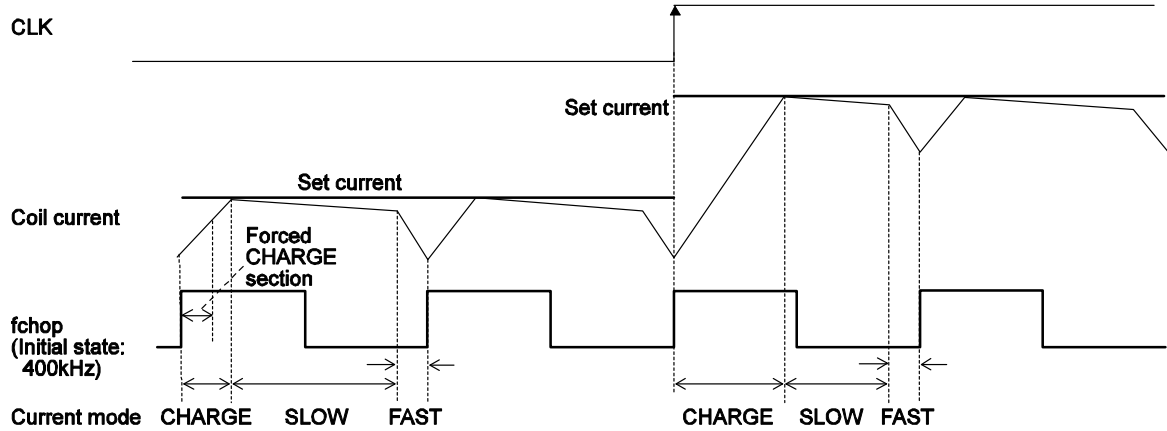 CLK
Set current
Set current
Coil current
Forced
CHARGE
section
fchop
(Initial state:
400kHz)
Current mode CHARGE SLOW FAST CHARGE SLOW FAST